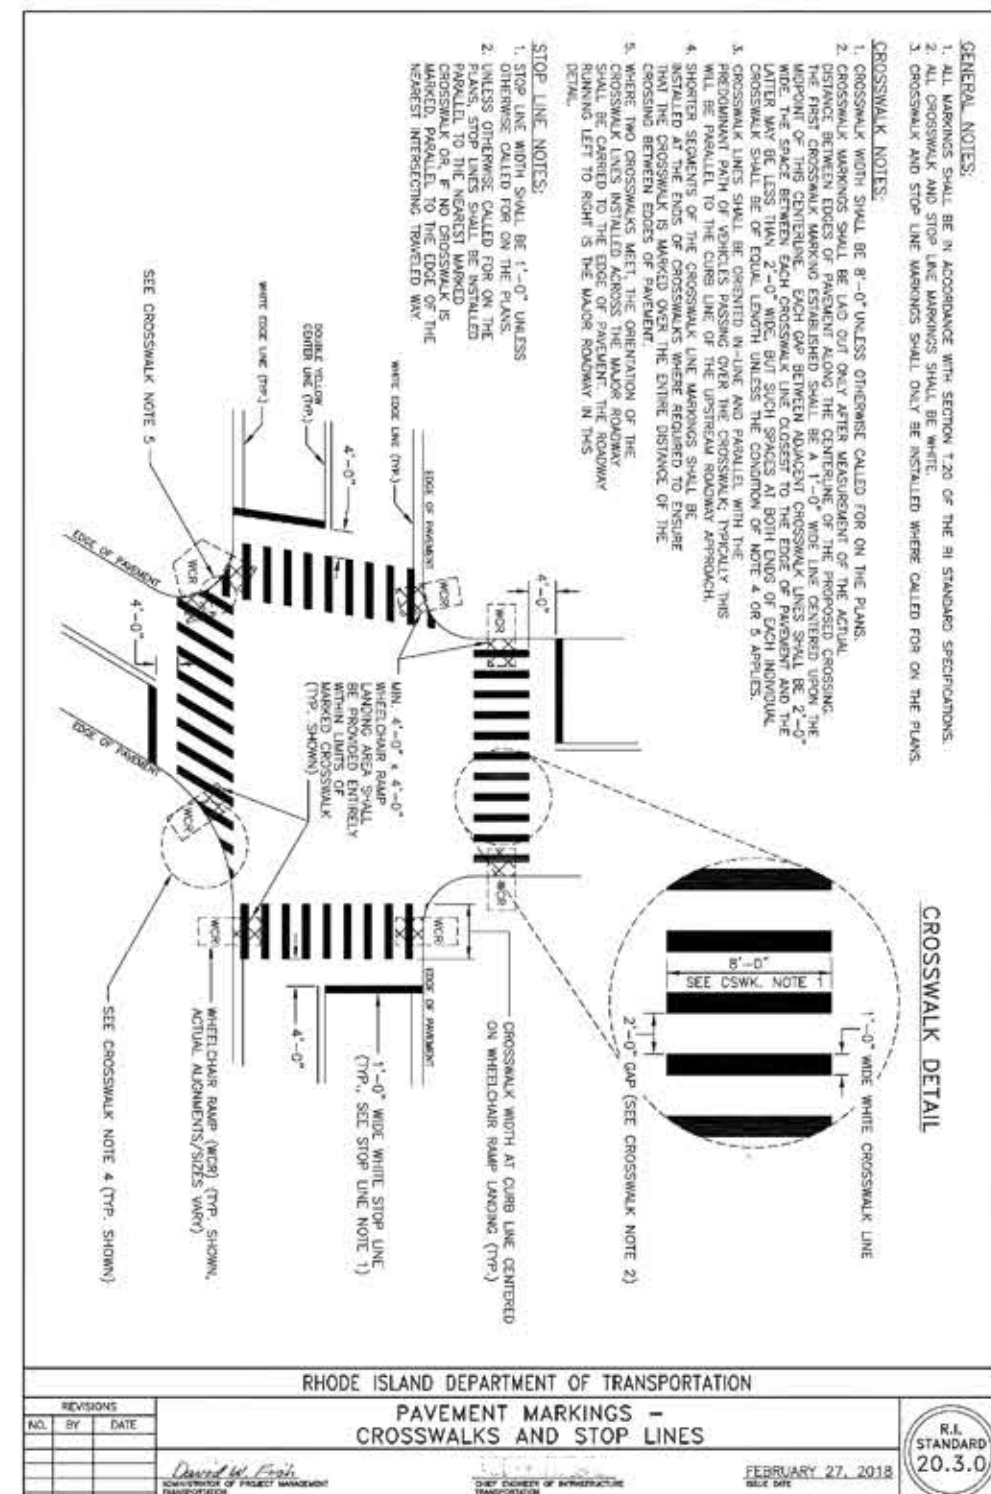 GENERAL NOTES:
1. ALL MARKINGS SHALL BE IN ACCORDANCE WITH SECTION T.20 OF THE RI STANDARD SPECIFICATIONS.
2. ALL CROSSWALK AND STOP LINE MARKINGS SHALL BE WHITE.
3. CROSSWALK AND STOP LINE MARKINGS SHALL ONLY BE INSTALLED WHERE CALLED FOR ON THE PLANS.
CROSSWALK NOTES:
1. CROSSWALK WIDTH SHALL BE 8'-0" UNLESS OTHERWISE CALLED FOR ON THE PLANS.
2. CROSSWALK MARKINGS SHALL BE LAID OUT ONLY AFTER MEASUREMENT OF THE ACTUAL
DISTANCE BETWEEN EDGES OF PAVEMENT ALONG THE CENTERLINE OF THE PROPOSED CROSSING.
THE FIRST CROSSWALK MARKING ESTABLISHED SHALL BE A 1'-0" WIDE LINE CENTERED UPON THE
MIDPOINT OF THIS CENTERLINE. EACH GAP BETWEEN ADJACENT CROSSWALK LINES SHALL BE 2'-0"
WIDE. THE SPACE BETWEEN EACH CROSSWALK LINE CLOSEST TO THE EDGE OF PAVEMENT AND THE
LATTER MAY BE LESS THAN 2'-0" WIDE, BUT SUCH SPACES AT BOTH ENDS OF EACH INDIVIDUAL
CROSSWALK SHALL BE OF EQUAL LENGTH UNLESS THE CONDITION OF NOTE 4 OR 5 APPLIES.
3. CROSSWALK LINES SHALL BE ORIENTED IN-LINE AND PARALLEL WITH THE
PREDOMINANT PATH OF VEHICLES PASSING OVER THE CROSSWALK; TYPICALLY THIS
WILL BE PARALLEL TO THE CURB LINE OF THE UPSTREAM ROADWAY APPROACH.
4. SHORTER SEGMENTS OF THE CROSSWALK LINE MARKINGS SHALL BE
INSTALLED AT THE ENDS OF CROSSWALKS WHERE REQUIRED TO ENSURE
THAT THE CROSSWALK IS MARKED OVER THE ENTIRE DISTANCE OF THE
CROSSING BETWEEN EDGES OF PAVEMENT.
5. WHERE TWO CROSSWALKS MEET, THE ORIENTATION OF THE
CROSSWALK LINES INSTALLED ACROSS THE MAJOR ROADWAY
SHALL BE CARRIED TO THE EDGE OF PAVEMENT. THE ROADWAY
RUNNING LEFT TO RIGHT IS THE MAJOR ROADWAY IN THIS
DETAIL.
STOP LINE NOTES:
1. STOP LINE WIDTH SHALL BE 1'-0" UNLESS
OTHERWISE CALLED FOR ON THE PLANS.
2. UNLESS OTHERWISE CALLED FOR ON THE
PLANS, STOP LINES SHALL BE INSTALLED
PARALLEL TO THE NEAREST MARKED
CROSSWALK OR, IF NO CROSSWALK IS
MARKED, PARALLEL TO THE EDGE OF THE
NEAREST INTERSECTING TRAVELED WAY.
CROSSWALK DETAIL
1'-0" WIDE WHITE CROSSWALK LINE
8'-0"
SEE CSWK. NOTE 1
2'-0" GAP (SEE CROSSWALK NOTE 2)
4'-0"
WCR
WCR
CROSSWALK WIDTH AT CURB LINE CENTERED
ON WHEELCHAIR RAMP LANDING (TYP.)
WHITE EDGE LINE (TYP.)
EDGE OF PAVEMENT
WCR
WCR
EDGE OF PAVEMENT
1'-0" WIDE WHITE STOP LINE
(TYP., SEE STOP LINE NOTE 1)
DOUBLE YELLOW
CENTER LINE (TYP.)
4'-0"
MIN. 4'-0" x 4'-0"
WHEELCHAIR RAMP
LANDING AREA SHALL
BE PROVIDED ENTIRELY
WITHIN LIMITS OF
MARKED CROSSWALK
(TYP. SHOWN)
4'-0"
WHITE EDGE LINE (TYP.)
WCR
WCR
WCR
WHEELCHAIR RAMP (WCR) (TYP. SHOWN,
ACTUAL ALIGNMENTS/SIZES VARY)
SEE CROSSWALK NOTE 5
EDGE OF PAVEMENT
4'-0"
EDGE OF PAVEMENT
SEE CROSSWALK NOTE 4 (TYP. SHOWN)
RHODE ISLAND DEPARTMENT OF TRANSPORTATION
REVISIONS
NO. BY DATE
PAVEMENT MARKINGS -
CROSSWALKS AND STOP LINES
R.I.
STANDARD
20.3.0
David W. Fish
ADMINISTRATOR OF PROJECT MANAGEMENT
TRANSPORTATION
CHIEF ENGINEER OF INFRASTRUCTURE
TRANSPORTATION
FEBRUARY 27, 2018
ISSUE DATE